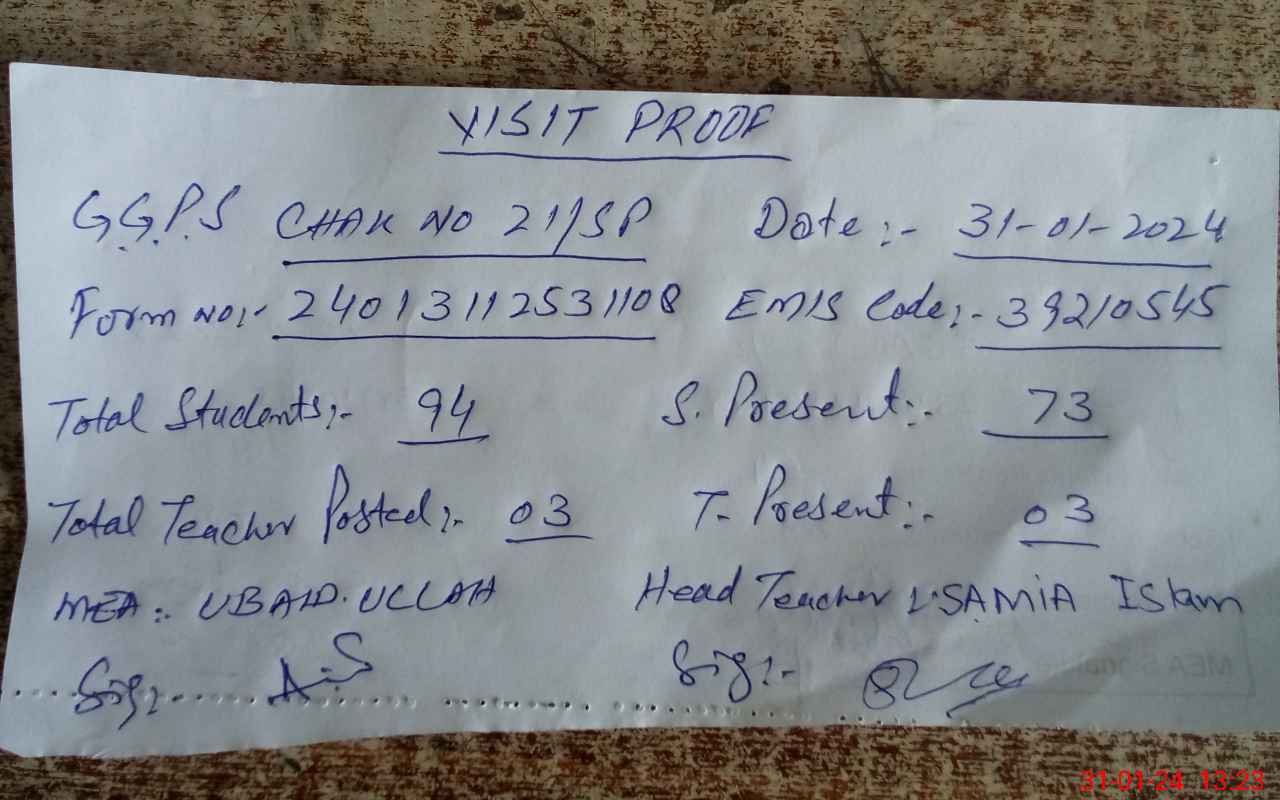 VISIT PROOF
G.G.P.S CHAK NO 21/SP Date:- 31-01-2024
Form NO:- 24013112531108 EMIS Code:- 39210545
Total Students:- 94 S. Present:- 73
Total Teacher Posted:- 03 T- Present:- 03
MEA:. UBAID.ULLAH Head Teacher :- SAMIA ISlam
Sig:- A.S Sig:-
31-01-24 13:23